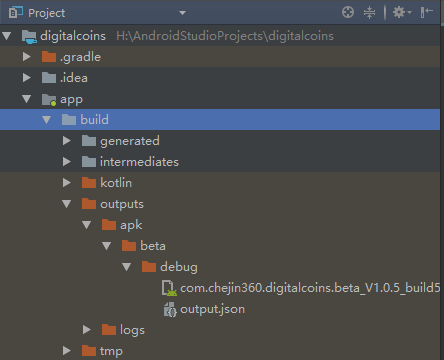 Project
digitalcoins H:\AndroidStudioProjects\digitalcoins
.gradle
.idea
app
build
generated
intermediates
kotlin
outputs
apk
beta
debug
com.chejin360.digitalcoins.beta_V1.0.5_build5
output.json
logs
tmp